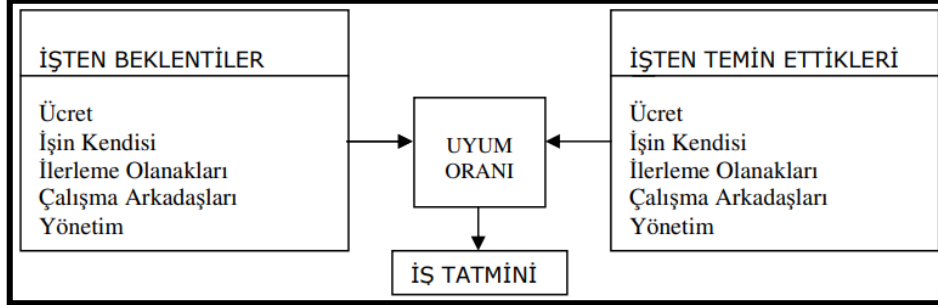 İŞTEN BEKLENTİLER
Ücret
İşin Kendisi
İlerleme Olanakları
Çalışma Arkadaşları
Yönetim
UYUM
ORANI
İŞ TATMİNİ
İŞTEN TEMİN ETTİKLERİ
Ücret
İşin Kendisi
İlerleme Olanakları
Çalışma Arkadaşları
Yönetim